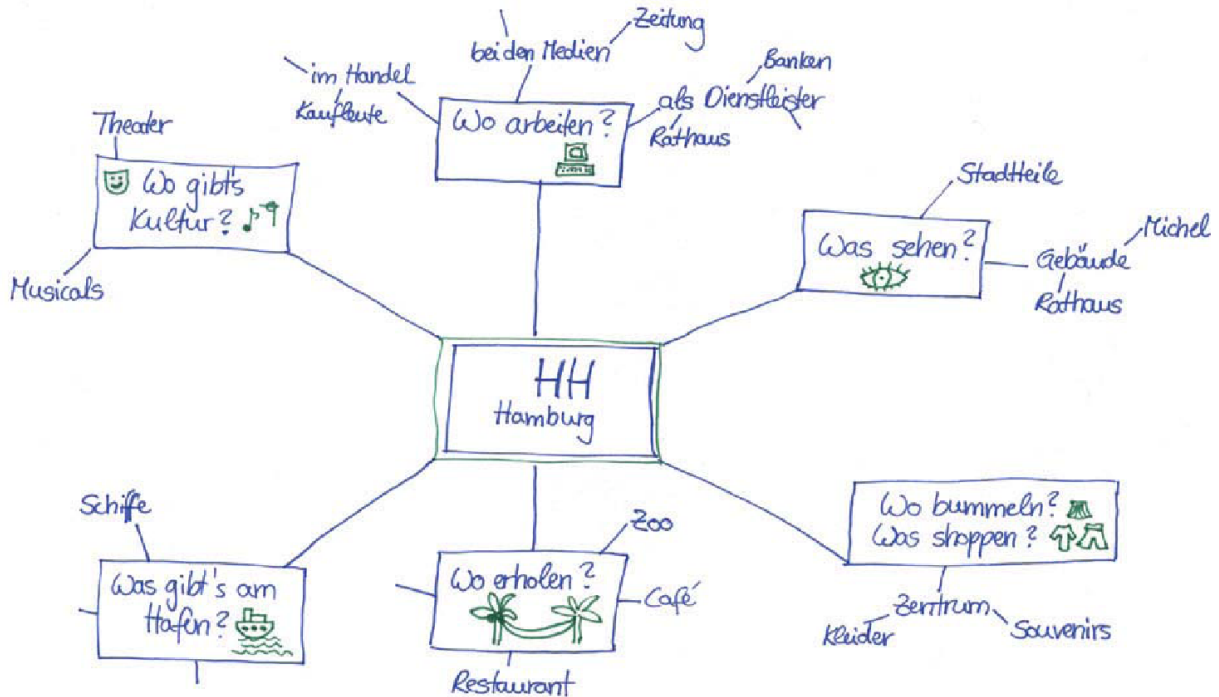 Zeitung
bei den Medien
Banken
im Handel
Kaufleute
als Dienstleister
Rathaus
Wo arbeiten?
Theater
Wo gibt's
Kultur?
Musicals
Stadtteile
Was sehen?
Michel
Gebäude
Rathaus
HH
Hamburg
Schiffe
Was gibt's am
Hafen?
Zoo
Wo erholen?
Café
Restaurant
Wo bummeln?
Was shoppen?
Zentrum
Kleider
Souvenirs